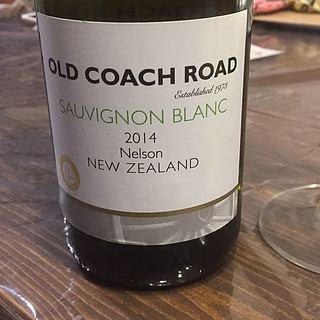 OLD COACH ROAD
Established 1978
SAUVIGNON BLANC
2014
Nelson
NEW ZEALAND